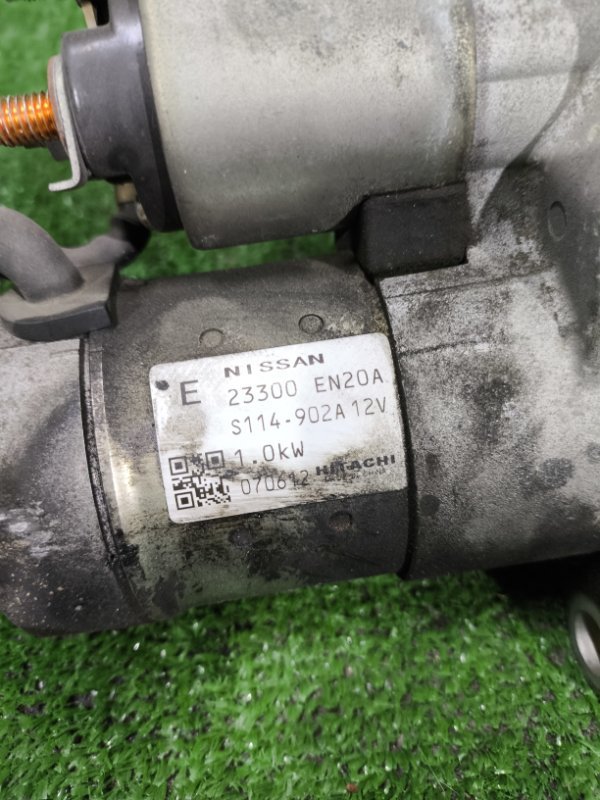 NISSAN
E 23300 EN20A
S114-902A 12V
1.0kW
070612 HITACHI